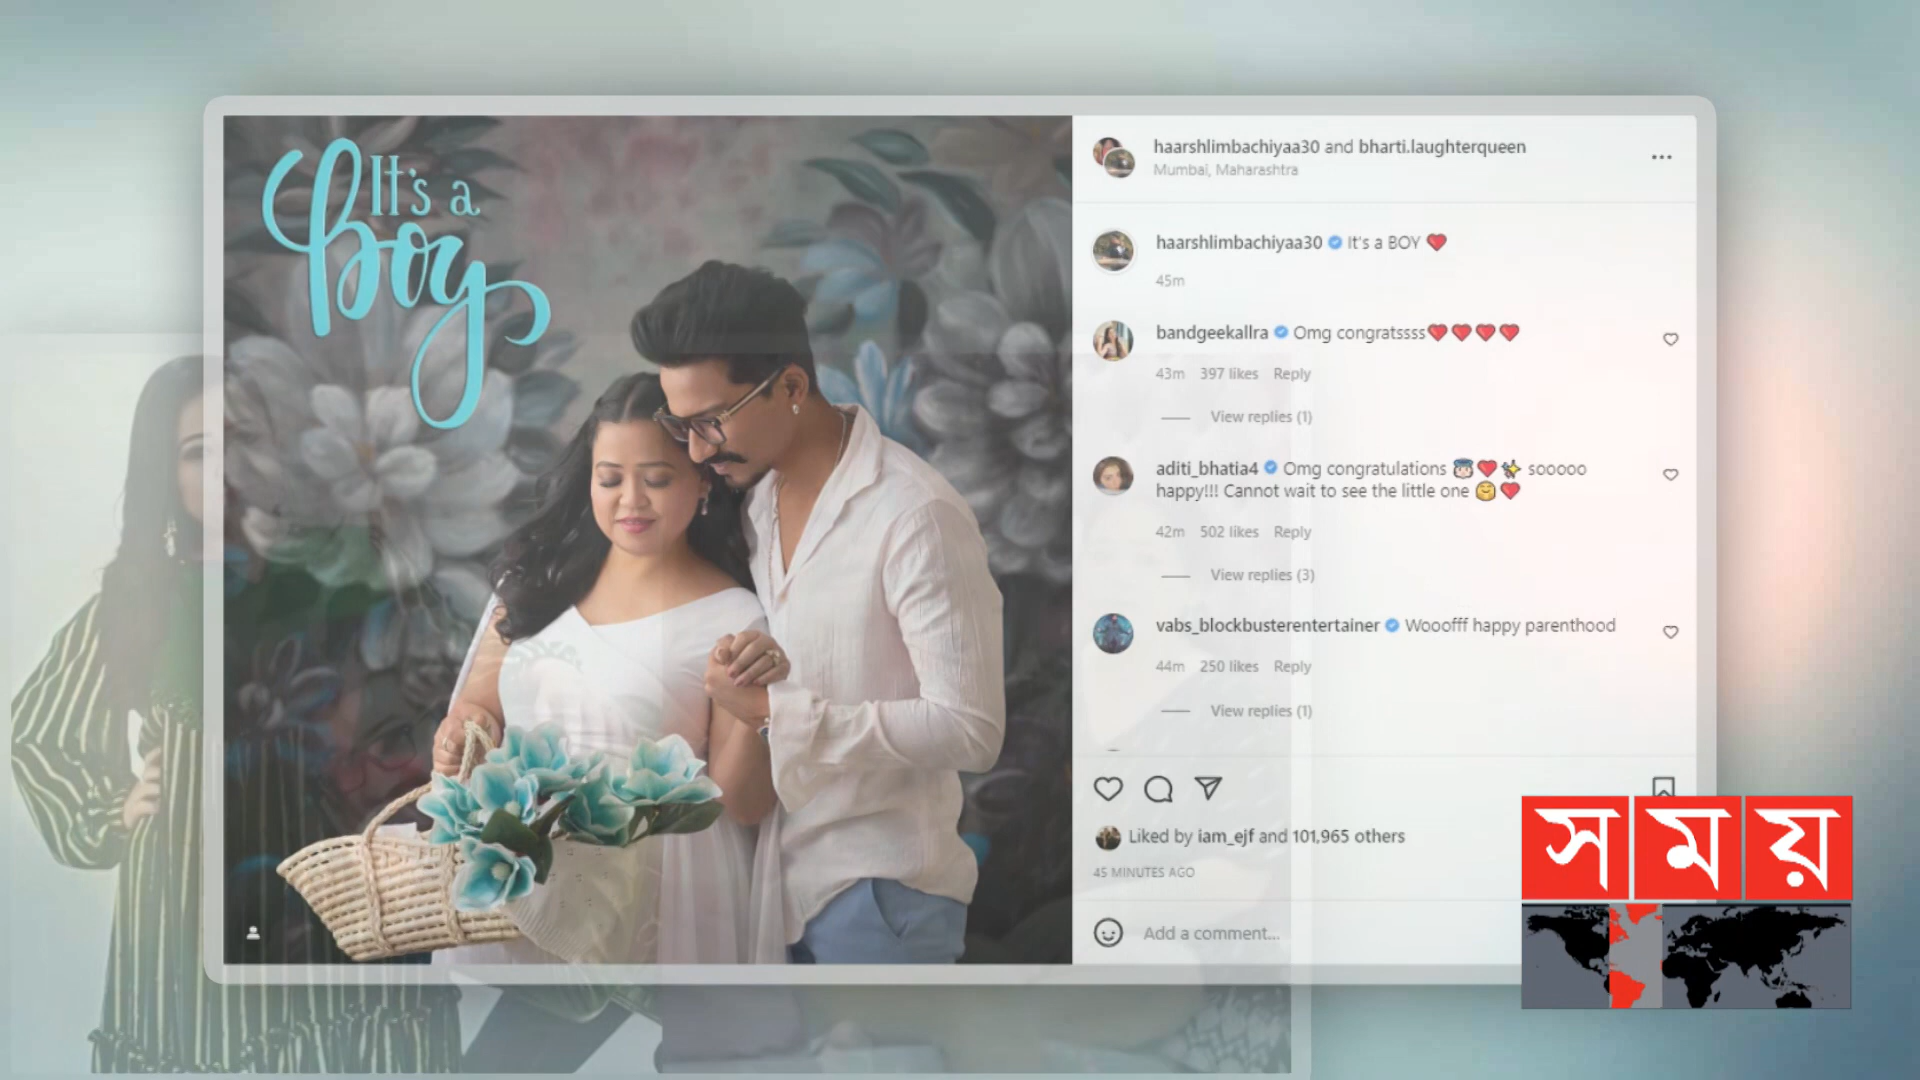 It's a
boy
haarshlimbachiyaa30 and bharti.laughterqueen
Mumbai, Maharashtra
haarshlimbachiyaa30 It's a BOY ❤️
45m
bandgeekallra Omg congratssss❤️❤️❤️❤️
43m 397 likes Reply
View replies (1)
aditi_bhatia4 Omg congratulations 👼❤️✨ sooooo
happy!!! Cannot wait to see the little one 🤗❤️
42m 502 likes Reply
View replies (3)
vabs_blockbusterentertainer Wooofff happy parenthood
44m 250 likes Reply
View replies (1)
Liked by iam_ejf and 101,965 others
45 MINUTES AGO
Add a comment...
সময়